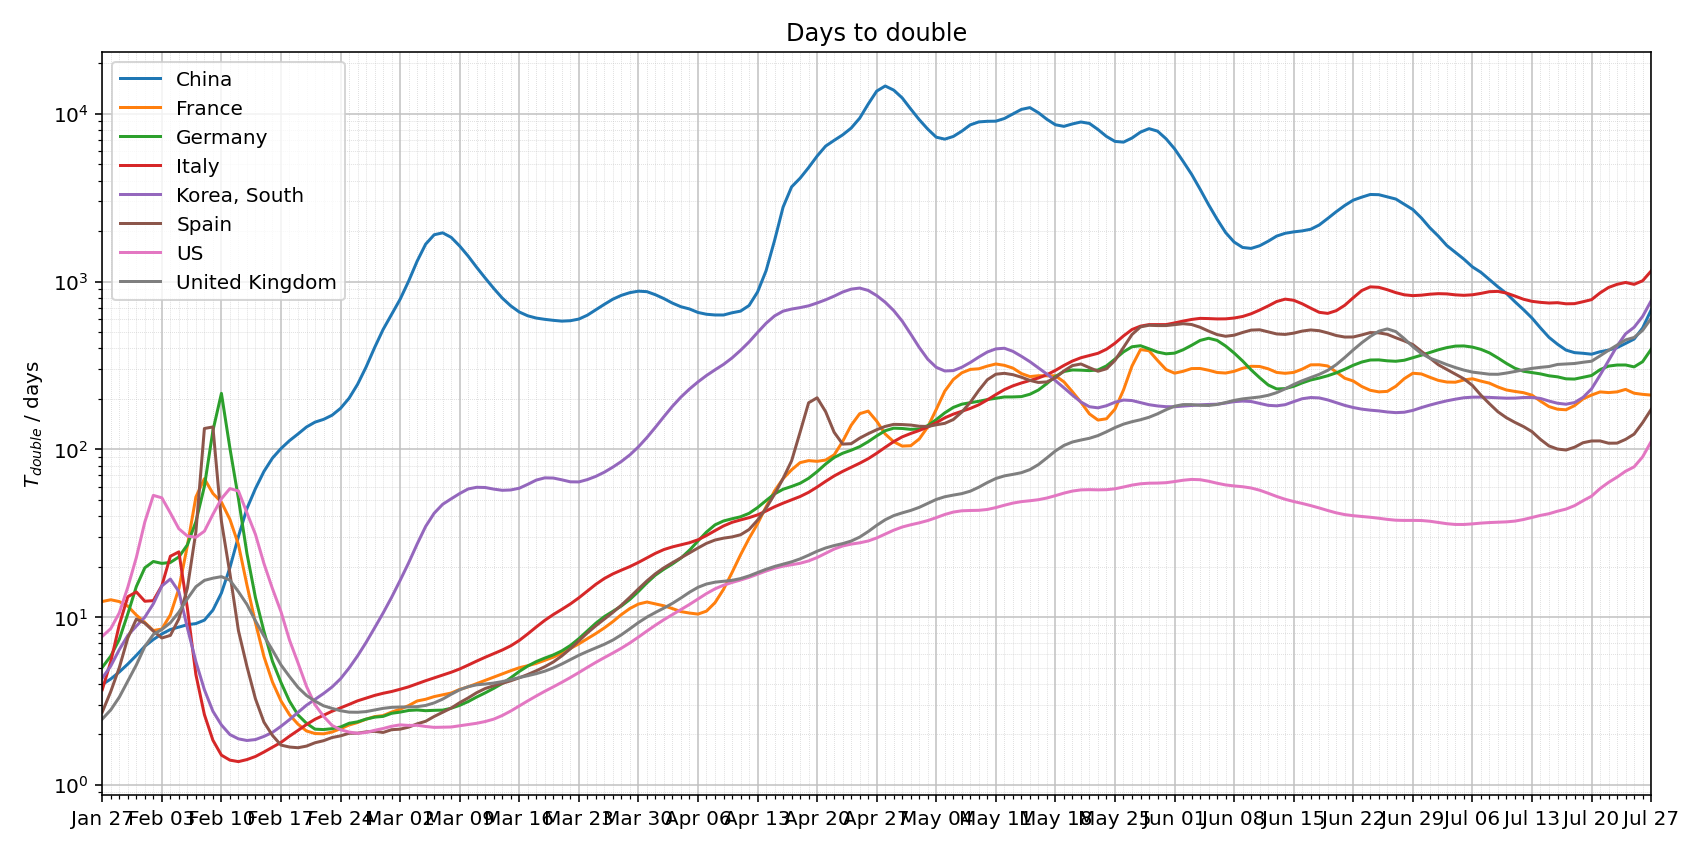 Days to double
China
France
Germany
Italy
Korea, South
Spain
US
United Kingdom
10⁴
10³
10²
10¹
10⁰
T_double / days
Jan 27 Feb 03 Feb 10 Feb 17 Feb 24 Mar 02 Mar 09 Mar 16 Mar 23 Mar 30 Apr 06 Apr 13 Apr 20 Apr 27 May 04 May 11 May 18 May 25 Jun 01 Jun 08 Jun 15 Jun 22 Jun 29 Jul 06 Jul 13 Jul 20 Jul 27